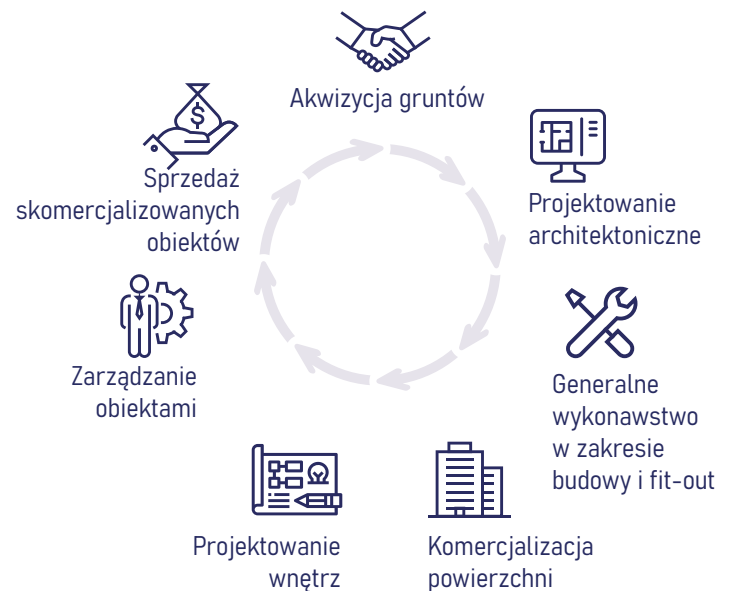 Akwizycja gruntów
Projektowanie
architektoniczne
Generalne
wykonawstwo
w zakresie
budowy i fit-out
Komercjalizacja
powierzchni
Projektowanie
wnętrz
Zarządzanie
obiektami
Sprzedaż
skomercjalizowanych
obiektów
$